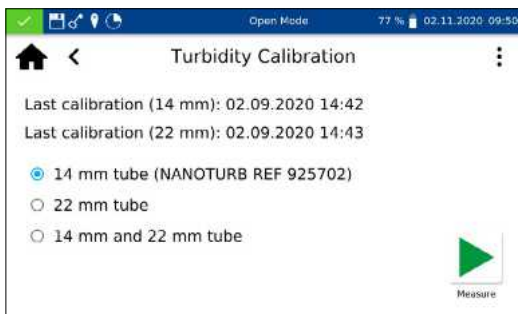 Open Mode 77 % 02.11.2020 09:50
Turbidity Calibration
Last calibration (14 mm): 02.09.2020 14:42
Last calibration (22 mm): 02.09.2020 14:43
14 mm tube (NANOTURB REF 925702)
22 mm tube
14 mm and 22 mm tube
Measure